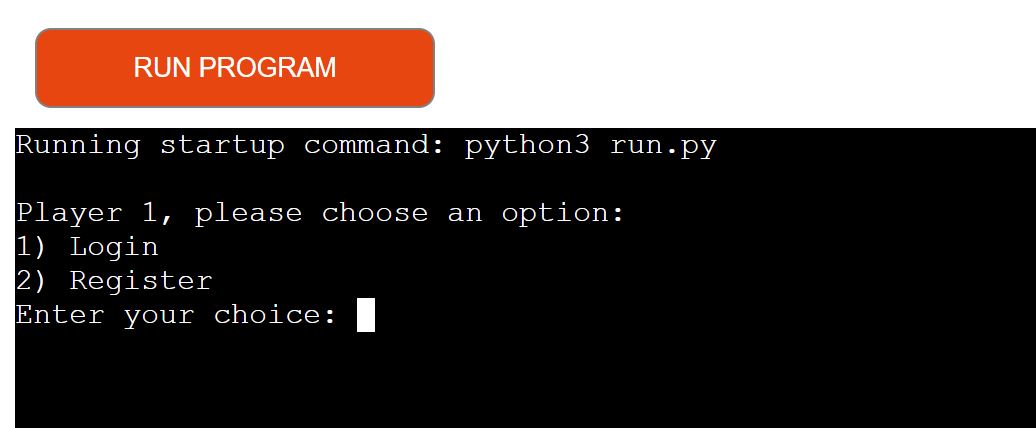 RUN PROGRAM
Running startup command: python3 run.py
Player 1, please choose an option:
1) Login
2) Register
Enter your choice: